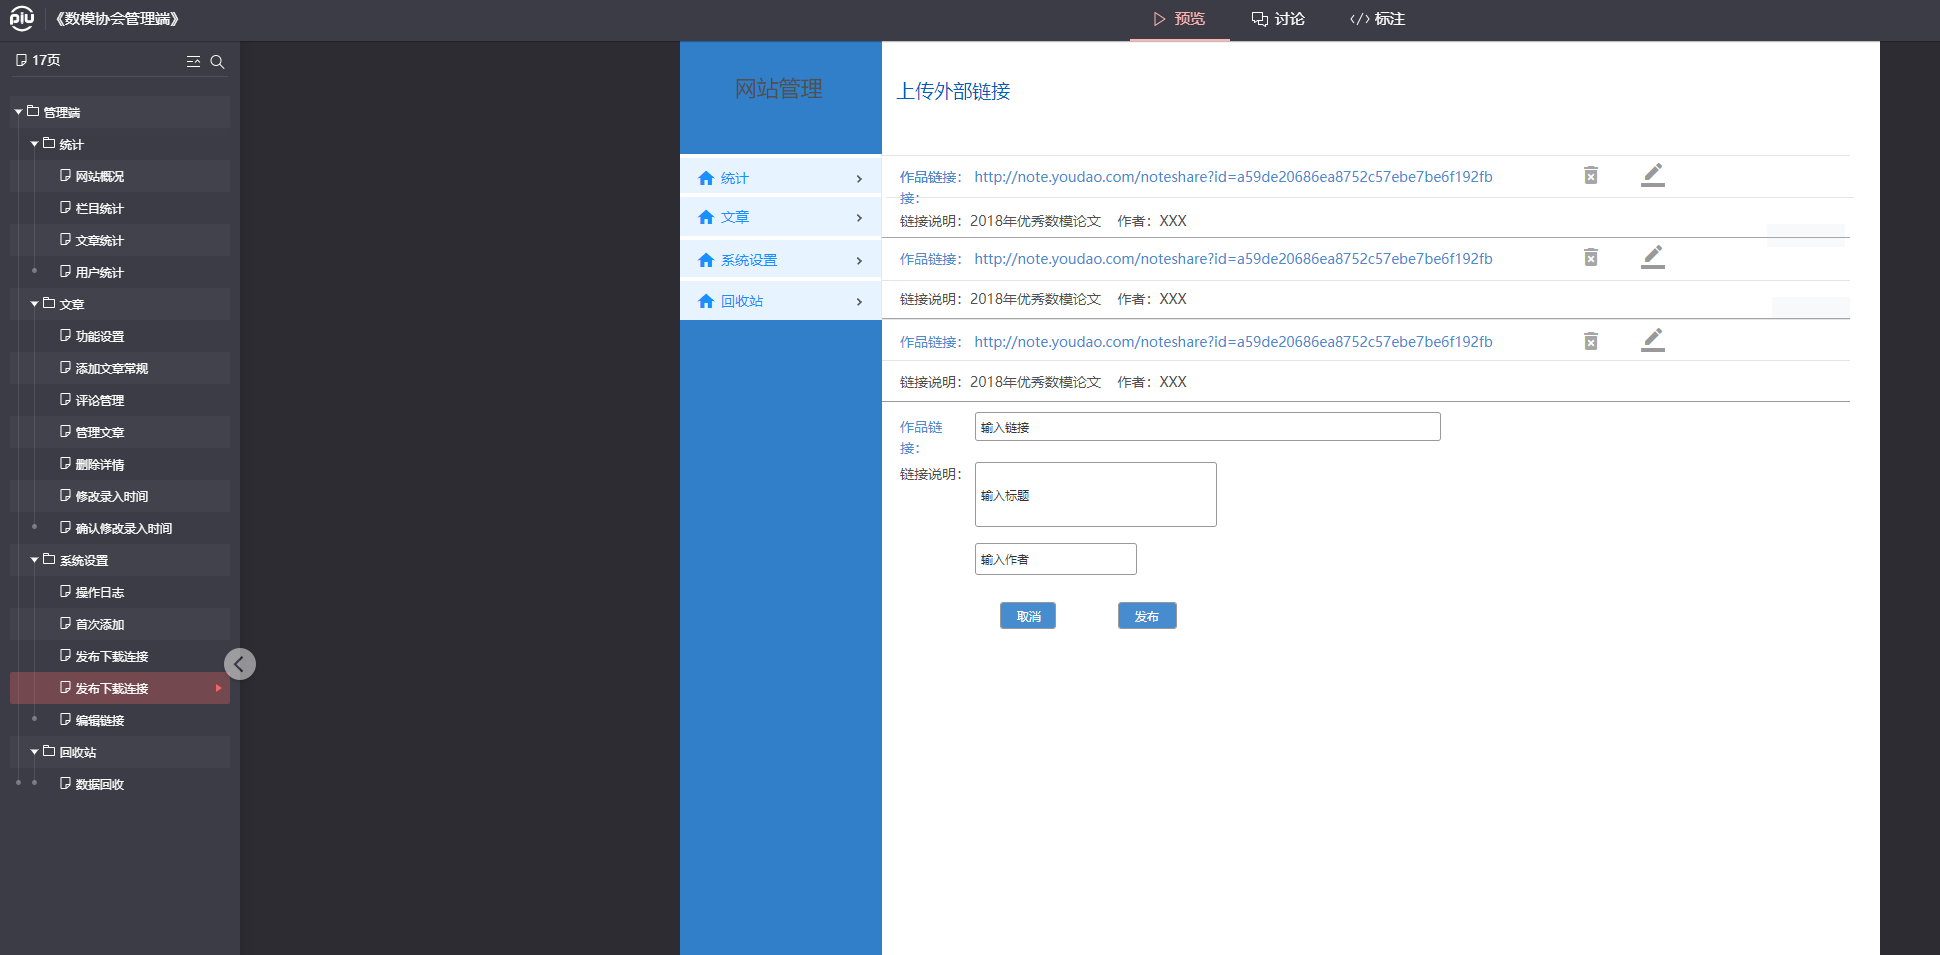 piu 《数模协会管理端》
预览 讨论 </> 标注
17页
管理端
统计
网站概况
栏目统计
文章统计
用户统计
文章
功能设置
添加文章常规
评论管理
管理文章
删除详情
修改录入时间
确认修改录入时间
系统设置
操作日志
首次添加
发布下载连接
发布下载连接
编辑链接
回收站
数据回收
网站管理
统计
文章
系统设置
回收站
上传外部链接
作品链接： http://note.youdao.com/noteshare?id=a59de20686ea8752c57ebe7be6f192fb
接：
链接说明：2018年优秀数模论文 作者：XXX
作品链接： http://note.youdao.com/noteshare?id=a59de20686ea8752c57ebe7be6f192fb
链接说明：2018年优秀数模论文 作者：XXX
作品链接： http://note.youdao.com/noteshare?id=a59de20686ea8752c57ebe7be6f192fb
链接说明：2018年优秀数模论文 作者：XXX
作品链
接：
输入链接
链接说明：
输入标题
输入作者
取消 发布